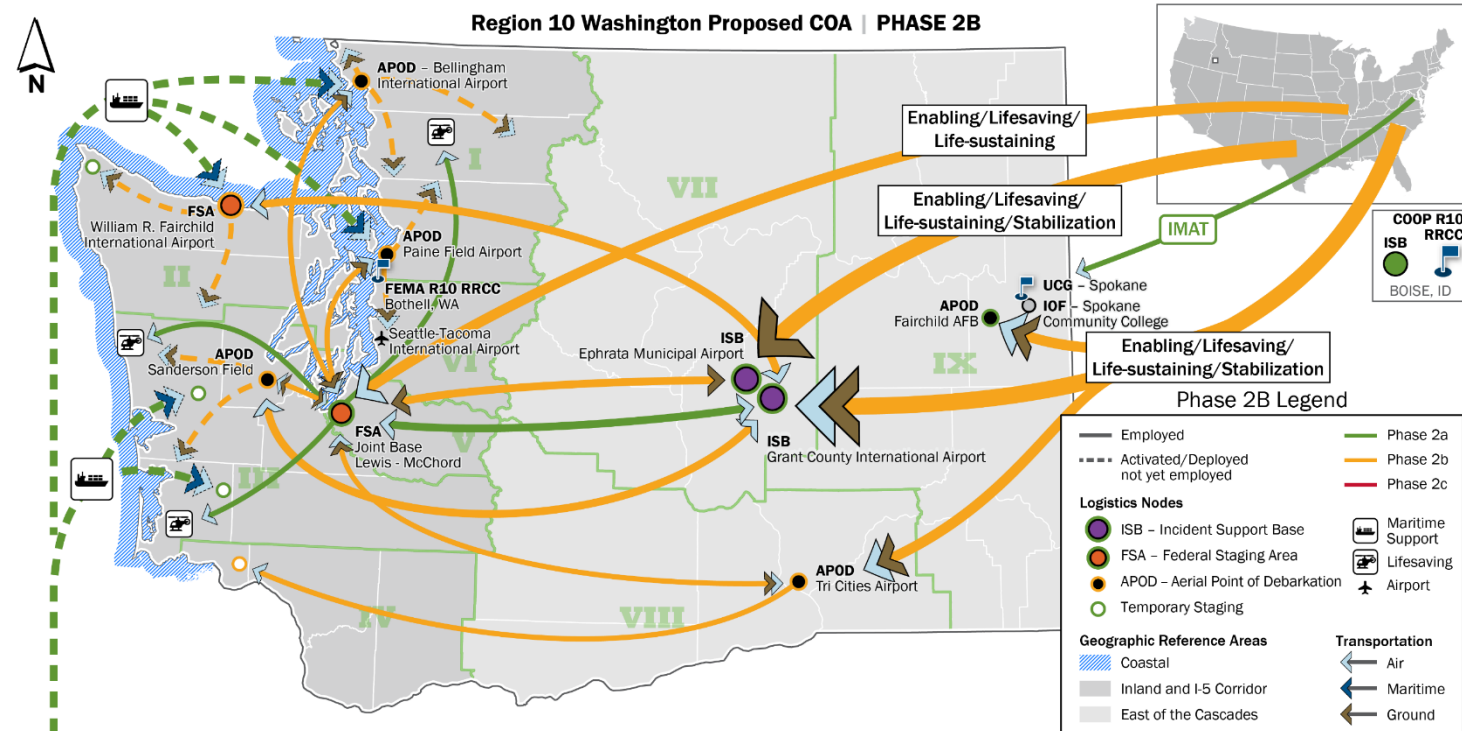 Region 10 Washington Proposed COA | PHASE 2B
N
APOD – Bellingham
International Airport
I
VII
Enabling/Lifesaving/
Life-sustaining
Enabling/Lifesaving/
Life-sustaining/Stabilization
IMAT
COOP R10
RRCC
ISB
BOISE, ID
FSA
William R. Fairchild
International Airport
II
APOD
Paine Field Airport
FEMA R10 RRCC
Bothell, WA
Seattle-Tacoma
International Airport
VI
UCG – Spokane
IOF – Spokane
Community College
APOD
Fairchild AFB
IX
ISB
Ephrata Municipal Airport
Enabling/Lifesaving/
Life-sustaining/Stabilization
APOD
Sanderson Field
FSA
Joint Base
Lewis - McChord
V
ISB
Grant County International Airport
III
IV
VIII
APOD
Tri Cities Airport
Phase 2B Legend
Employed
Activated/Deployed
not yet employed
Phase 2a
Phase 2b
Phase 2c
Logistics Nodes
ISB – Incident Support Base
FSA – Federal Staging Area
APOD – Aerial Point of Debarkation
Temporary Staging
Maritime
Support
Lifesaving
Airport
Geographic Reference Areas
Coastal
Inland and I-5 Corridor
East of the Cascades
Transportation
Air
Maritime
Ground